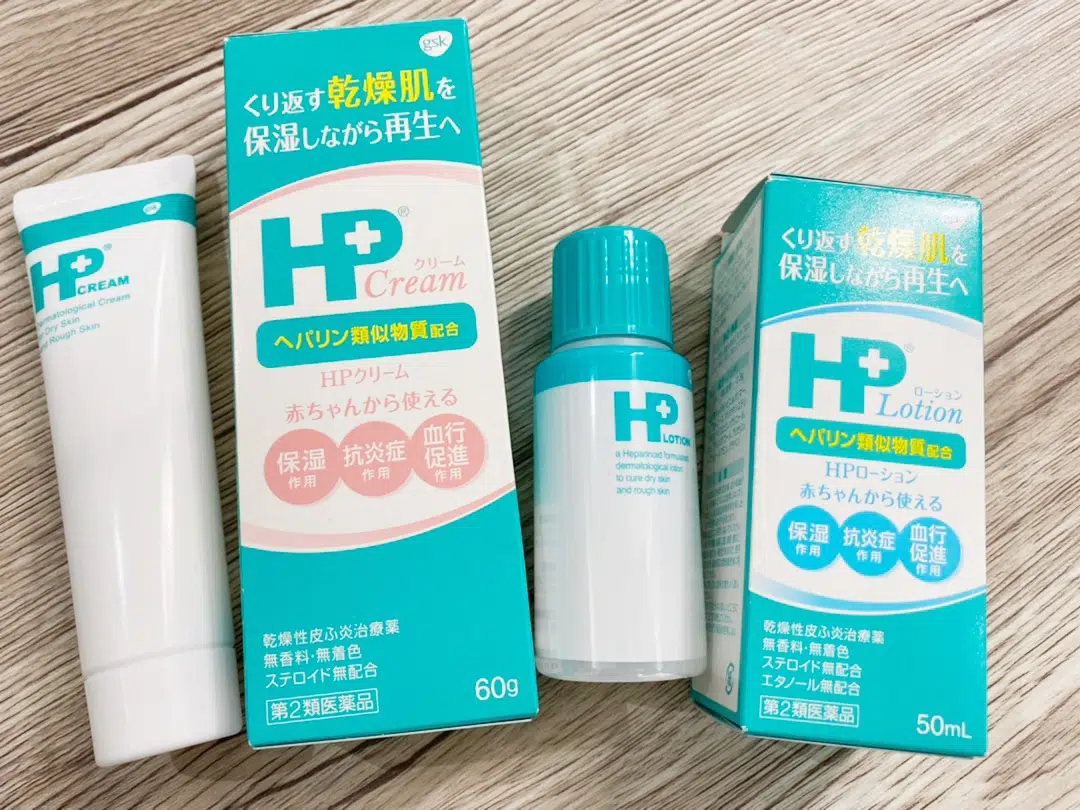 gsk
HP®
CREAM
Dermatological Cream
Dry Skin
Rough Skin
gsk
くり返す乾燥肌を
保湿しながら再生へ
HP®
クリーム
Cream
ヘパリン類似物質配合
HPクリーム
赤ちゃんから使える
保湿
作用
抗炎症
作用
血行
促進
作用
乾燥性皮ふ炎治療薬
無香料・無着色
ステロイド無配合
第2類医薬品
60g
HP
LOTION
a Heparinoid formulated
dermatological lotion
to cure dry skin
and rough skin
くり返す乾燥肌を
保湿しながら再生へ
HP®
ローション
Lotion
ヘパリン類似物質配合
HPローション
赤ちゃんから使える
保湿
作用
抗炎症
作用
血行
促進
作用
乾燥性皮ふ炎治療薬
無香料・無着色
ステロイド無配合
エタノール無配合
第2類医薬品
50mL